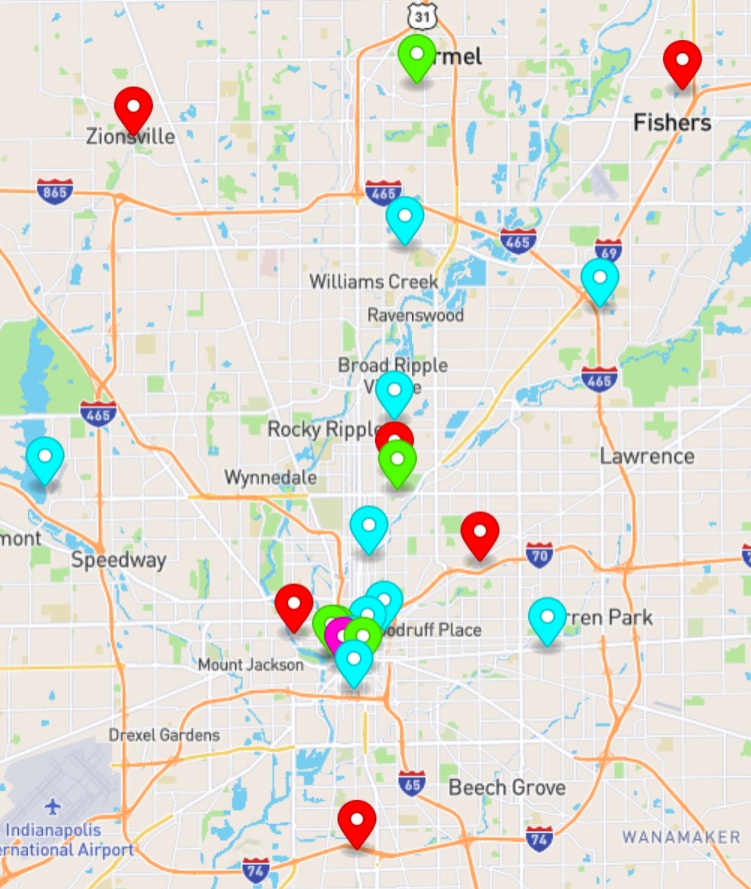 31
rmel
Zionsville
Fishers
865
465
465
69
Williams Creek
Ravenswood
Broad Ripple
V e
465
465
Rocky Ripple
Wynnedale
Lawrence
mont
Speedway
70
odruff Place
rren Park
Mount Jackson
Drexel Gardens
65
Beech Grove
Indianapolis
ernational Airport
74
WANAMAKER
74